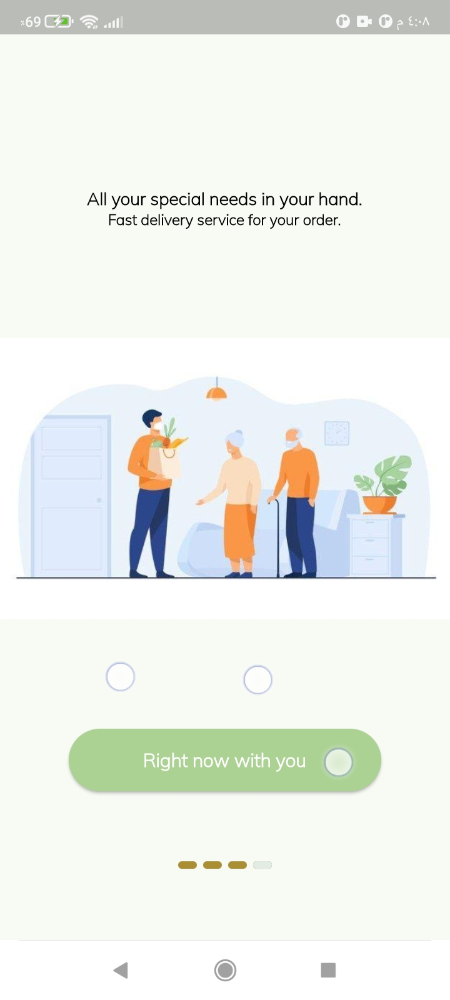 ٪69
٤:٠٨ م
All your special needs in your hand.
Fast delivery service for your order.
Right now with you